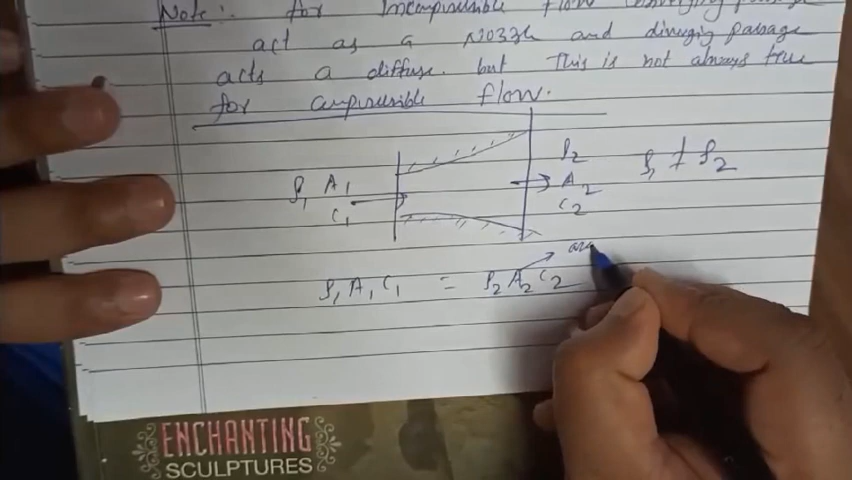 Note:- for Incompressible flow converging passage
act as a Nozzle and diverging passage
acts a diffuse. but This is not always true
for compressible flow.
ρ1 A1 C1
ρ2 A2 C2
ρ1 ≠ ρ2
ρ1 A1 C1 = ρ2 A2 C2
ENCHANTING
SCULPTURES